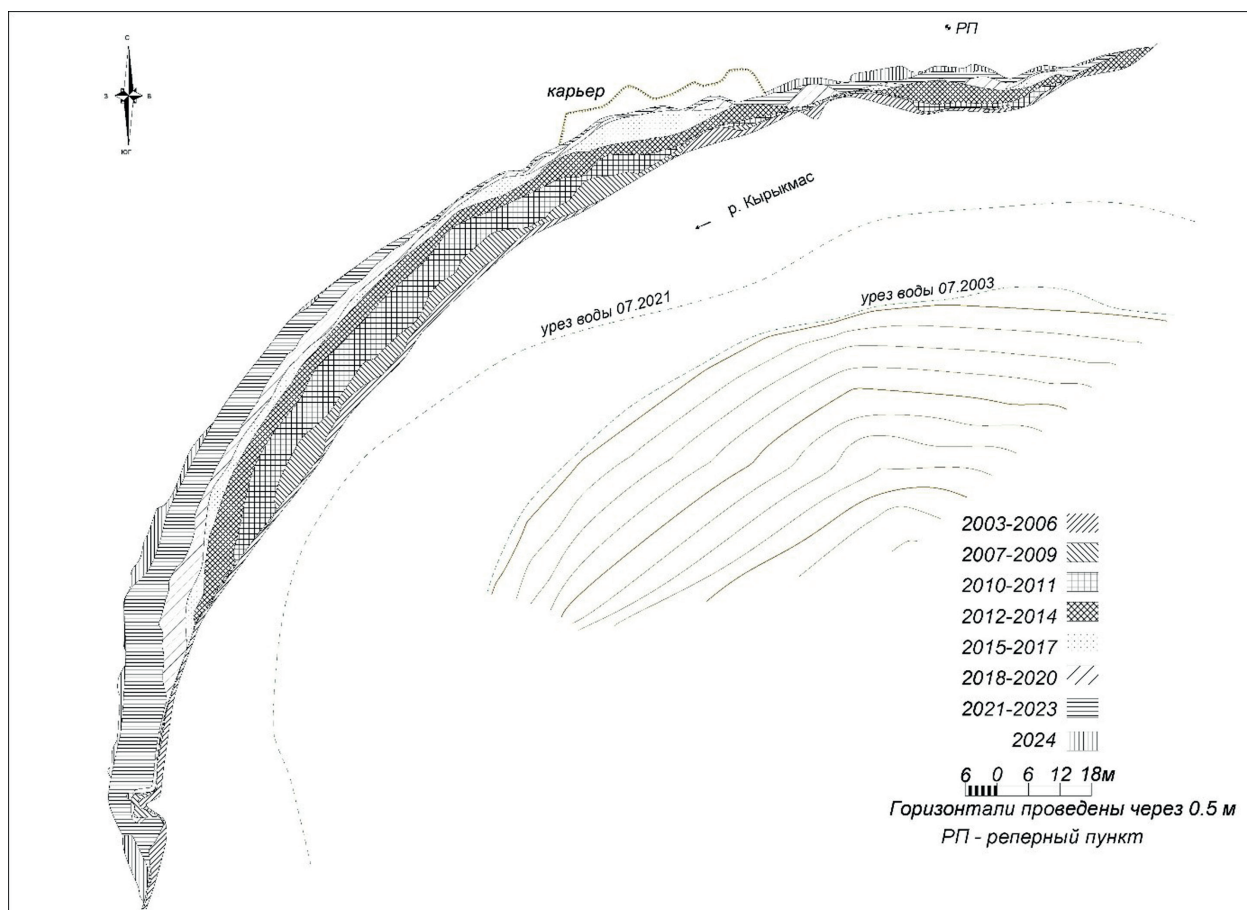 РП
С
карьер
З
В
ЮГ
р. Кырыкмас
урез воды 07.2021
урез воды 07.2003
2003-2006
2007-2009
2010-2011
2012-2014
2015-2017
2018-2020
2021-2023
2024
6 0 6 12 18м
Горизонтали проведены через 0.5 м
РП - реперный пункт